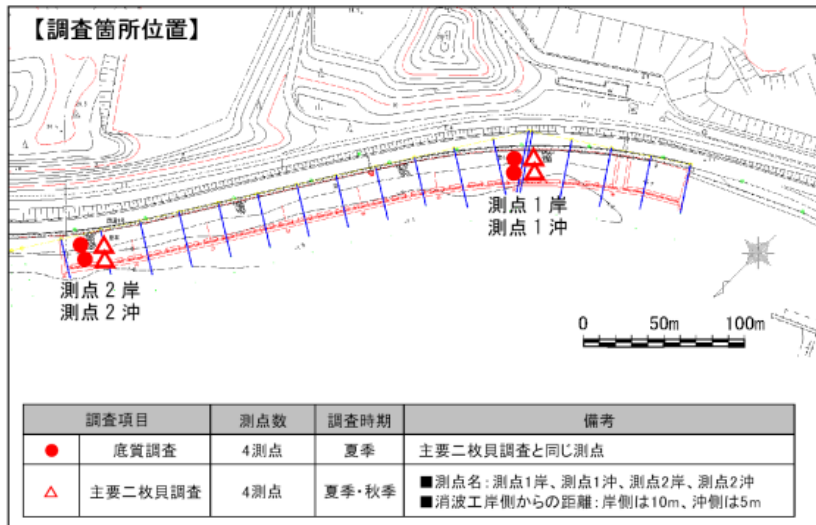 【調査箇所位置】
測点1岸
測点1沖
測点2岸
測点2沖
0 50m 100m
調査項目 測点数 調査時期 備考
● 底質調査 4測点 夏季 主要二枚貝調査と同じ測点
△ 主要二枚貝調査 4測点 夏季・秋季 ■測点名:測点1岸、測点1沖、測点2岸、測点2沖
■消波工岸側からの距離:岸側は10m、沖側は5m